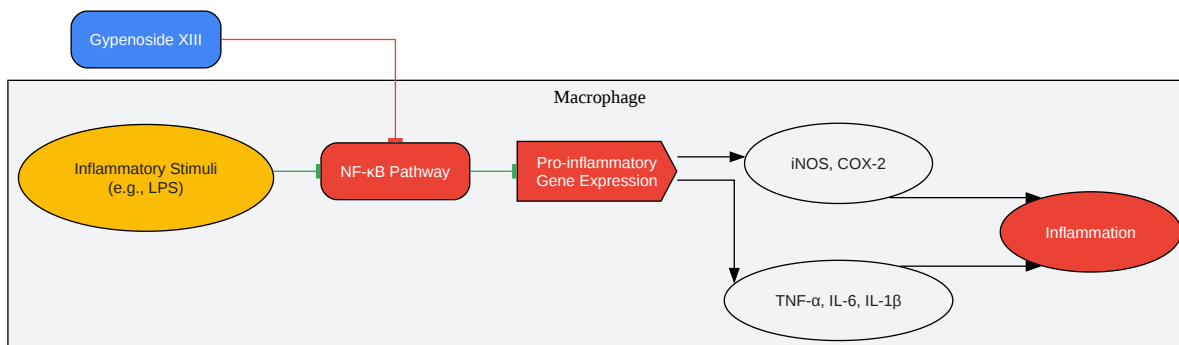 Gypenoside XIII
Macrophage
Inflammatory Stimuli
(e.g., LPS)
NF-κB Pathway
Pro-inflammatory
Gene Expression
iNOS, COX-2
Inflammation
TNF-α, IL-6, IL-1β